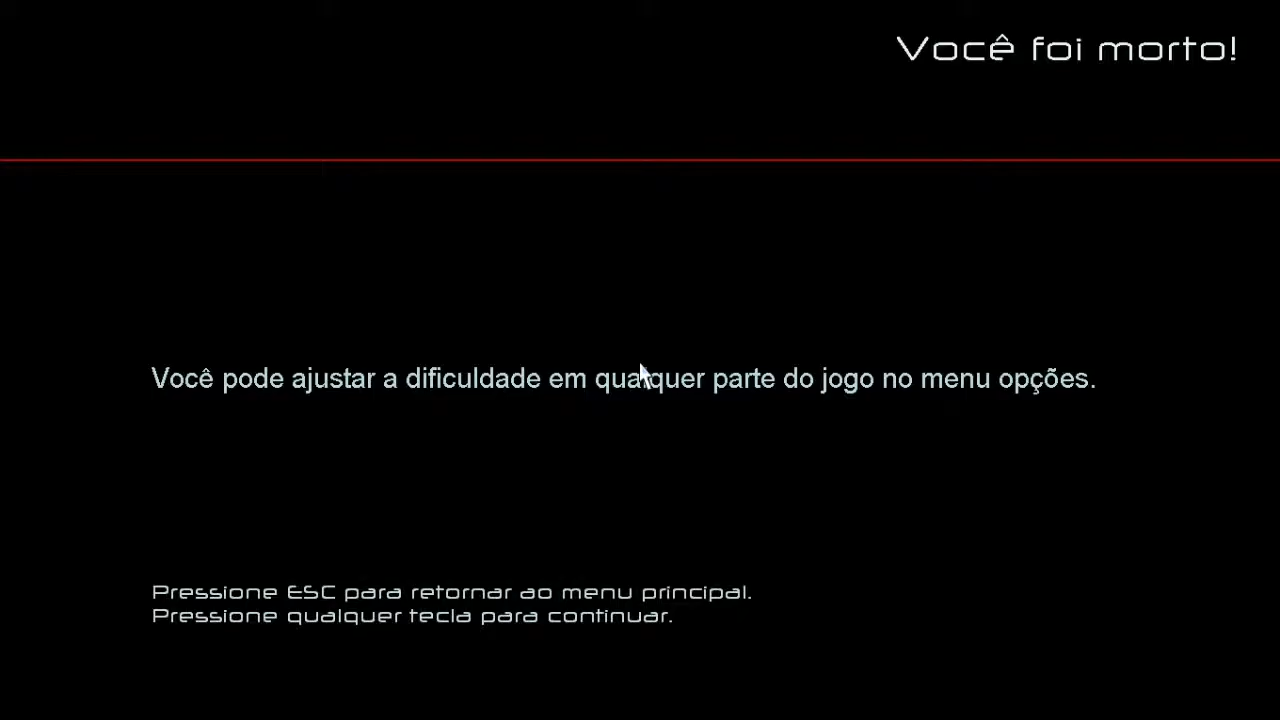 Você foi morto!
Você pode ajustar a dificuldade em qualquer parte do jogo no menu opções.
Pressione ESC para retornar ao menu principal.
Pressione qualquer tecla para continuar.